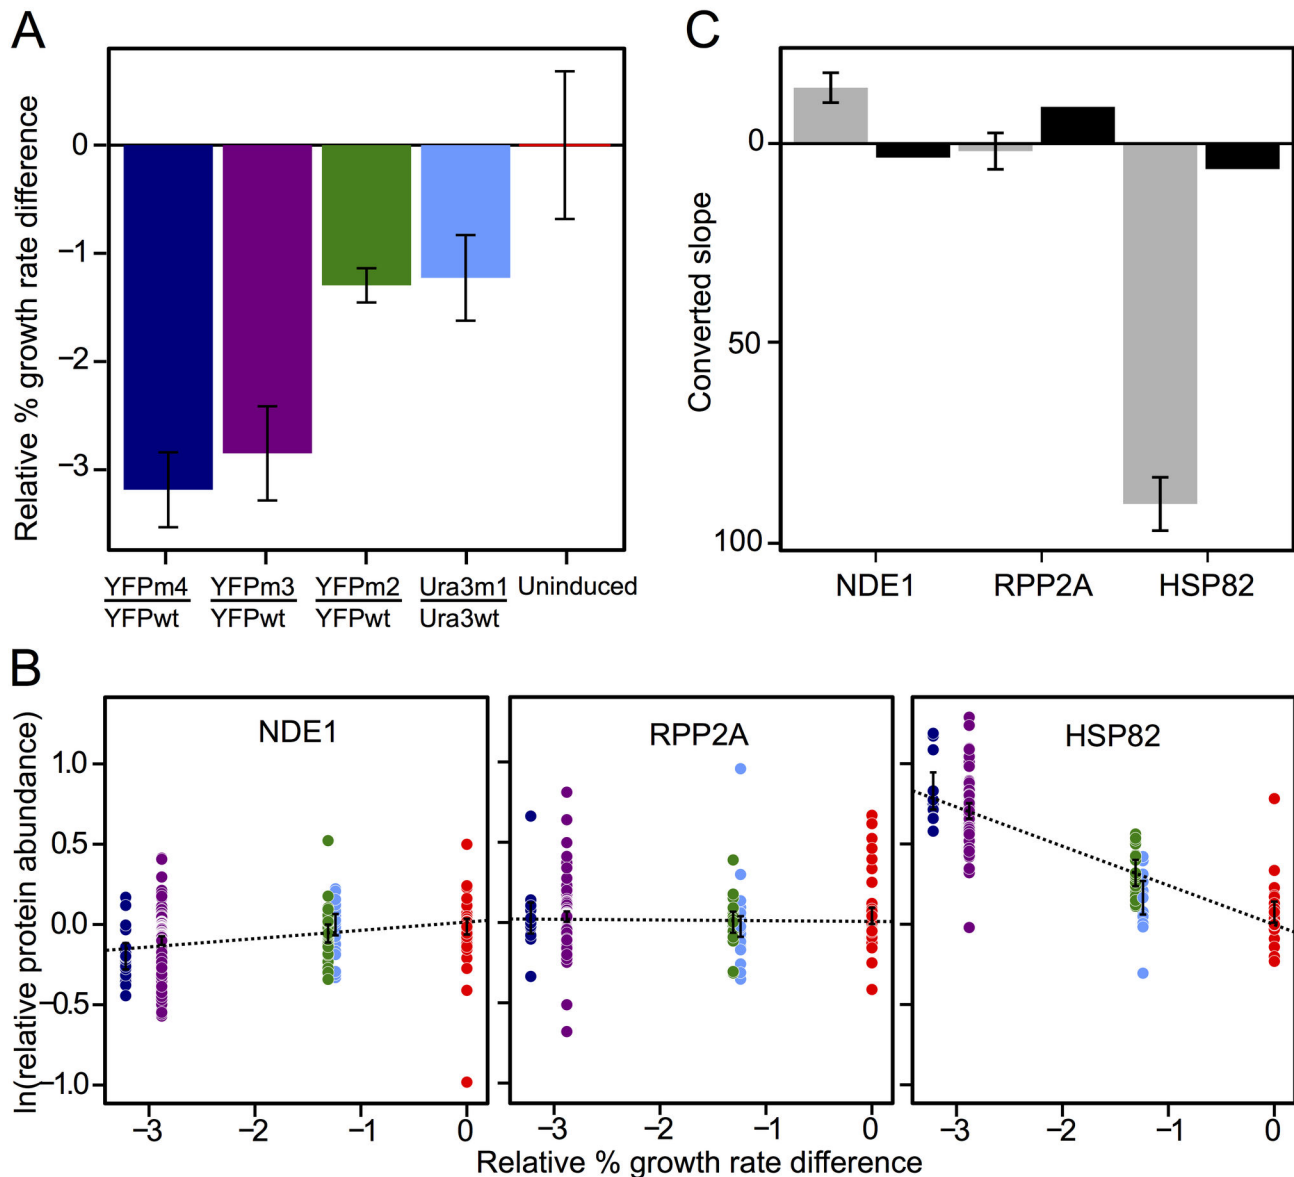 A
Relative % growth rate difference
0
−1
−2
−3
YFPm4
YFPwt
YFPm3
YFPwt
YFPm2
YFPwt
Ura3m1
Ura3wt
Uninduced
C
Converted slope
0
50
100
NDE1
RPP2A
HSP82
B
ln(relative protein abundance)
1.0
0.5
0.0
−0.5
−1.0
NDE1
RPP2A
HSP82
−3 −2 −1 0
−3 −2 −1 0
−3 −2 −1 0
Relative % growth rate difference